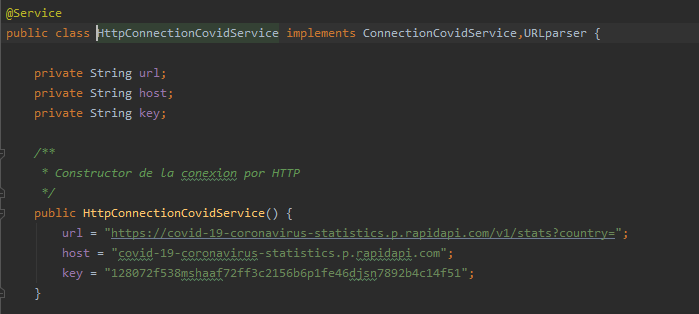 @Service
public class HttpConnectionCovidService implements ConnectionCovidService,URLparser {
private String url;
private String host;
private String key;
/**
* Constructor de la conexion por HTTP
*/
public HttpConnectionCovidService() {
url = "https://covid-19-coronavirus-statistics.p.rapidapi.com/v1/stats?country=";
host = "covid-19-coronavirus-statistics.p.rapidapi.com";
key = "128072f538mshaaf72ff3c2156b6p1fe46djsn7892b4c14f51";
}